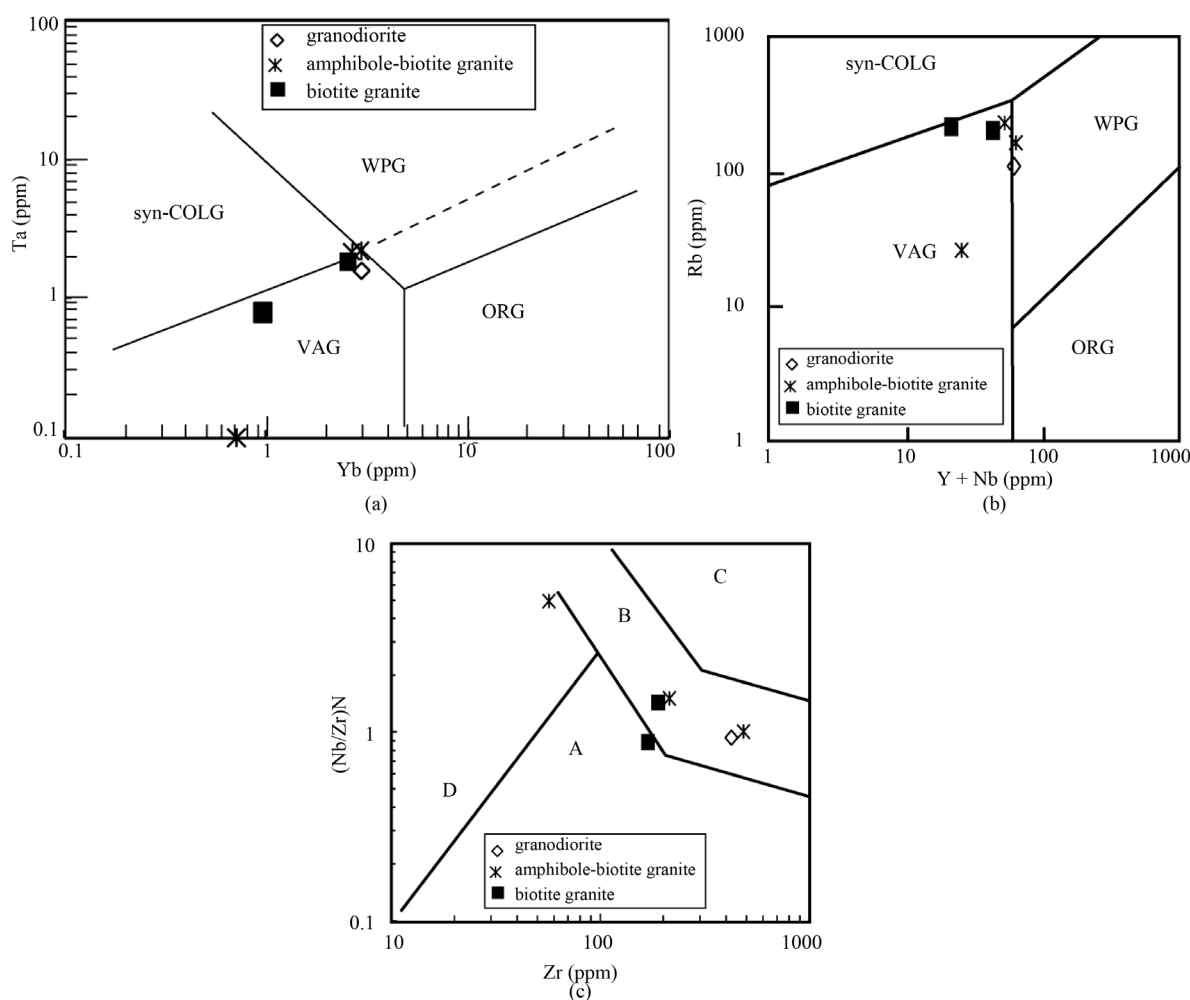 100
10
1
0.1
Ta (ppm)
granodiorite
amphibole-biotite granite
biotite granite
WPG
syn-COLG
ORG
VAG
0.1
1
10
100
Yb (ppm)
(a)
1000
100
10
1
Rb (ppm)
syn-COLG
WPG
VAG
ORG
granodiorite
amphibole-biotite granite
biotite granite
1
10
100
1000
Y + Nb (ppm)
(b)
10
1
0.1
(Nb/Zr)N
C
B
A
D
granodiorite
amphibole-biotite granite
biotite granite
10
100
1000
Zr (ppm)
(c)